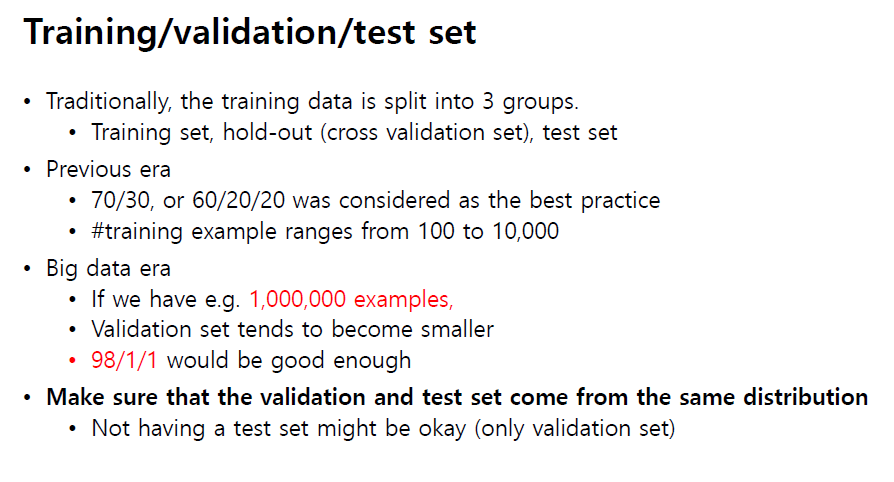 Training/validation/test set
• Traditionally, the training data is split into 3 groups.
• Training set, hold-out (cross validation set), test set
• Previous era
• 70/30, or 60/20/20 was considered as the best practice
• #training example ranges from 100 to 10,000
• Big data era
• If we have e.g. 1,000,000 examples,
• Validation set tends to become smaller
• 98/1/1 would be good enough
• Make sure that the validation and test set come from the same distribution
• Not having a test set might be okay (only validation set)